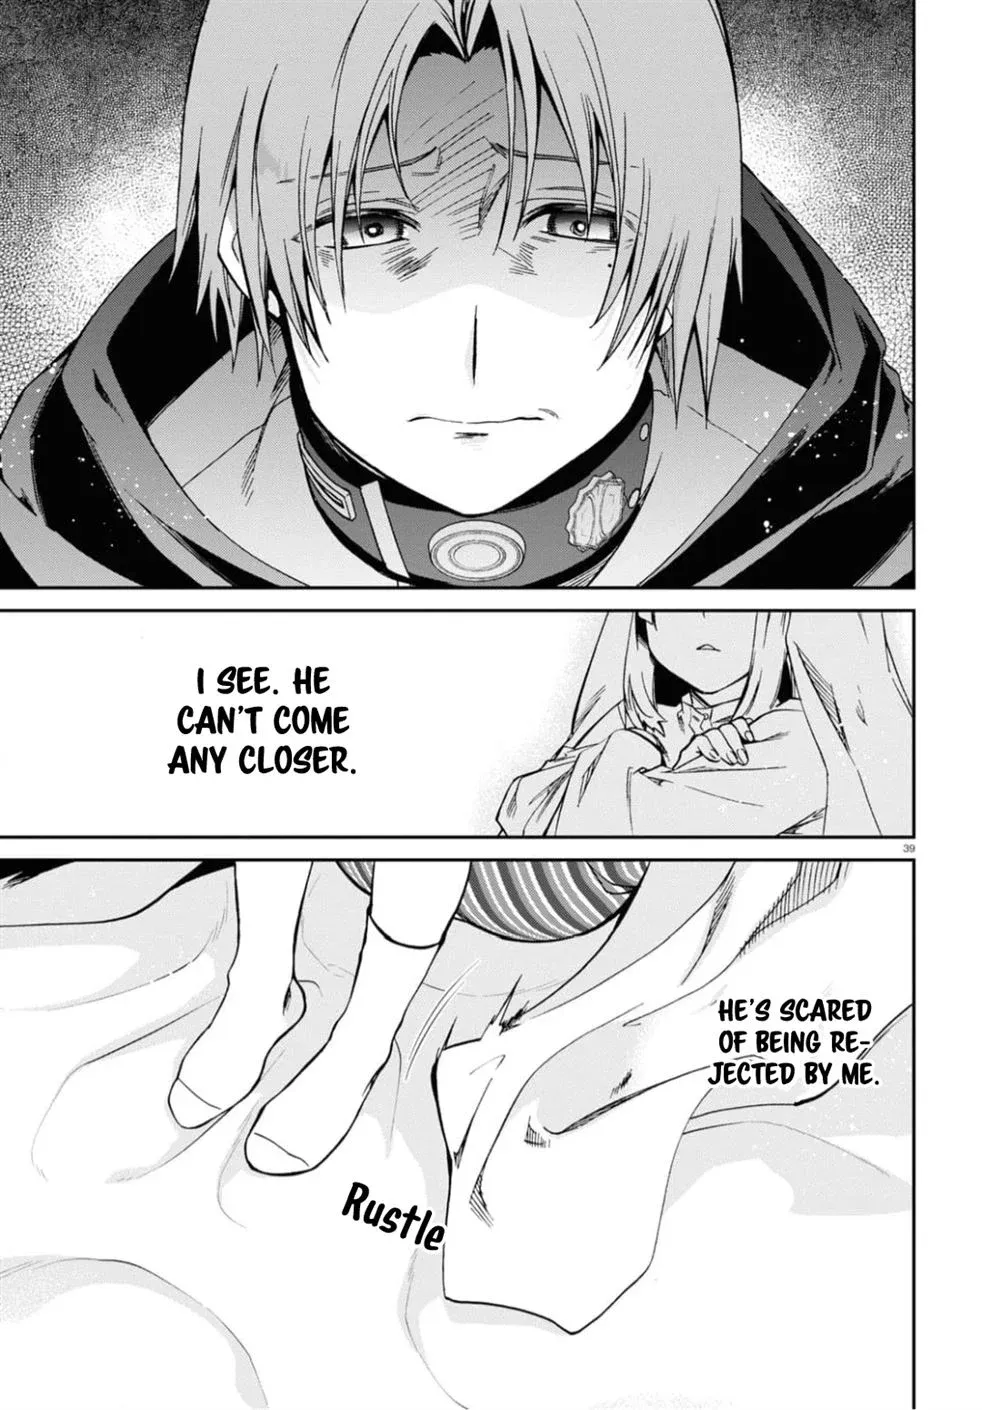 I SEE. HE
CAN'T COME
ANY CLOSER.
39
HE'S SCARED
OF BEING RE-
JECTED BY ME.
Rustle